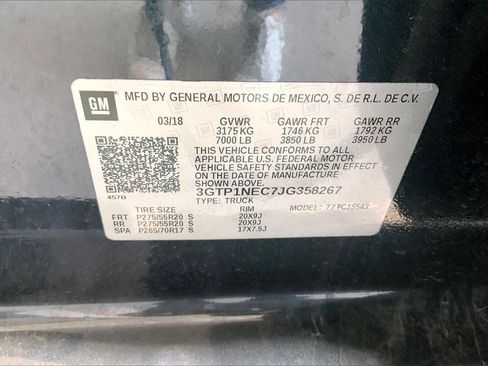 GM
MFD BY GENERAL MOTORS DE MEXICO, S. DE R.L. DE C.V.
03/18 GVWR GAWR FRT GAWR RR
3175 KG 1746 KG 1792 KG
7000 LB 3850 LB 3950 LB
THIS VEHICLE CONFORMS TO ALL
APPLICABLE U.S. FEDERAL MOTOR
VEHICLE SAFETY STANDARDS IN EFFECT
ON THE DATE OF MANUFACTURE SHOWN ABOVE.
457B 3GTP1NEC7JG358267
TYPE: TRUCK 77TC15543
TIRE SIZE RIM
FRT P275/55R20 S 20X9J
RR P275/55R20 S 20X9J
SPA P265/70R17 S 17X7.5J